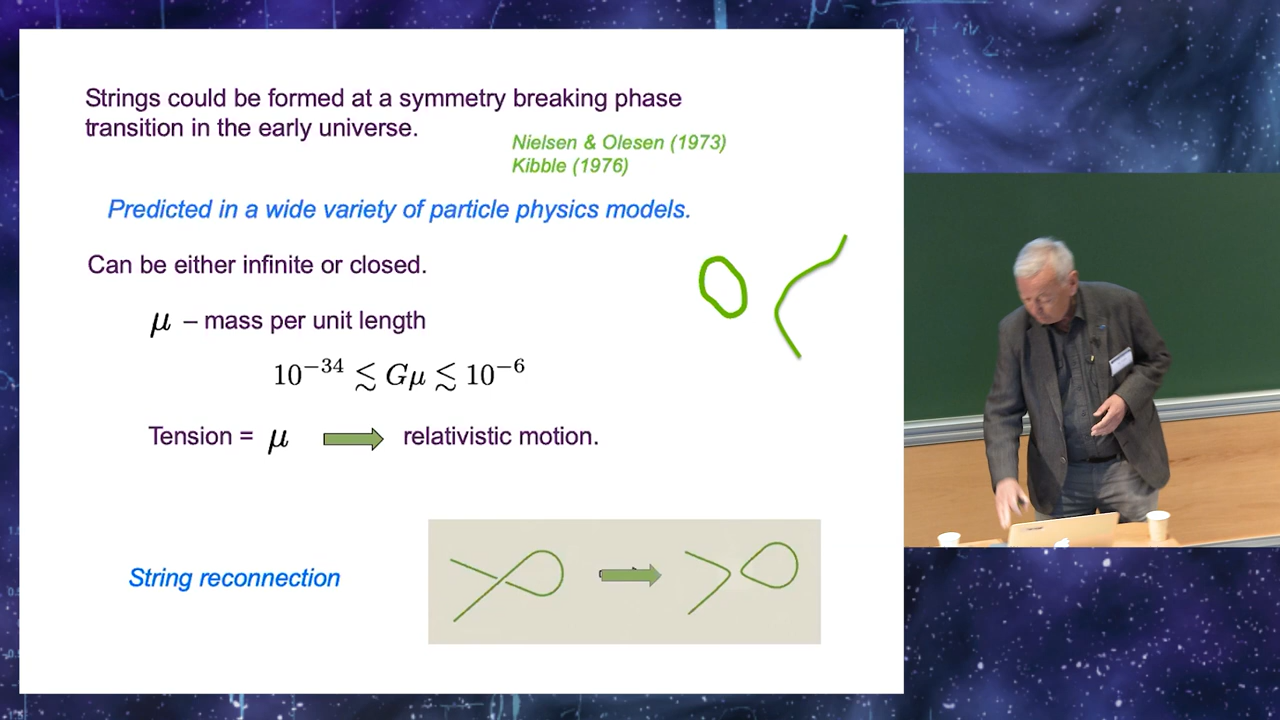 Strings could be formed at a symmetry breaking phase
transition in the early universe.
Nielsen & Olesen (1973)
Kibble (1976)
Predicted in a wide variety of particle physics models.
Can be either infinite or closed.
μ – mass per unit length
10⁻³⁴ ≲ Gμ ≲ 10⁻⁶
Tension = μ relativistic motion.
String reconnection